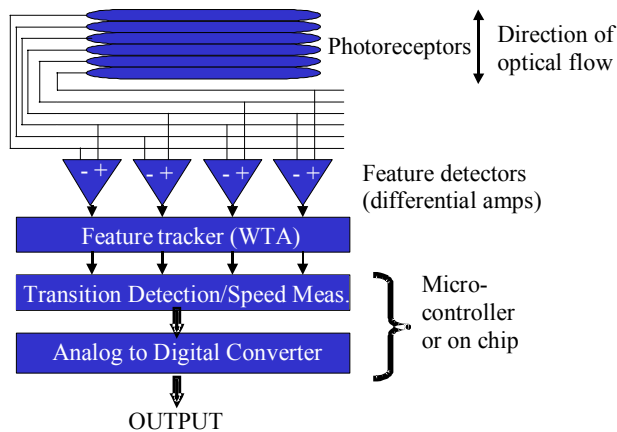 Photoreceptors
Direction of
optical flow
- + - + - + - +
Feature detectors
(differential amps)
Feature tracker (WTA)
Transition Detection/Speed Meas.
Micro-
controller
or on chip
Analog to Digital Converter
OUTPUT